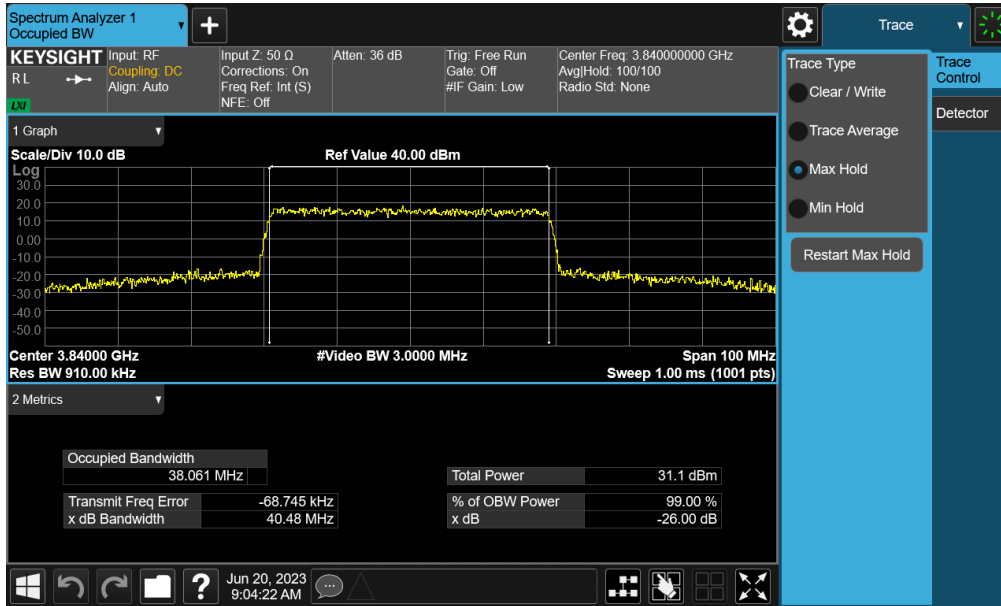 Spectrum Analyzer 1
Occupied BW
+
Trace
KEYSIGHT
RL
LXI
Input: RF
Coupling: DC
Align: Auto
Input Z: 50 Ω
Corrections: On
Freq Ref: Int (S)
NFE: Off
Atten: 36 dB
Trig: Free Run
Gate: Off
#IF Gain: Low
Center Freq: 3.840000000 GHz
Avg|Hold: 100/100
Radio Std: None
Trace Type
Clear / Write
Trace Average
Max Hold
Min Hold
Restart Max Hold
Trace
Control
Detector
1 Graph
Scale/Div 10.0 dB
Ref Value 40.00 dBm
Log
30.0
20.0
10.0
0.00
-10.0
-20.0
-30.0
-40.0
-50.0
Center 3.84000 GHz
#Video BW 3.0000 MHz
Span 100 MHz
Res BW 910.00 kHz
Sweep 1.00 ms (1001 pts)
2 Metrics
Occupied Bandwidth
38.061 MHz
Total Power 31.1 dBm
Transmit Freq Error -68.745 kHz
% of OBW Power 99.00 %
x dB Bandwidth 40.48 MHz
x dB -26.00 dB
?
Jun 20, 2023
9:04:22 AM